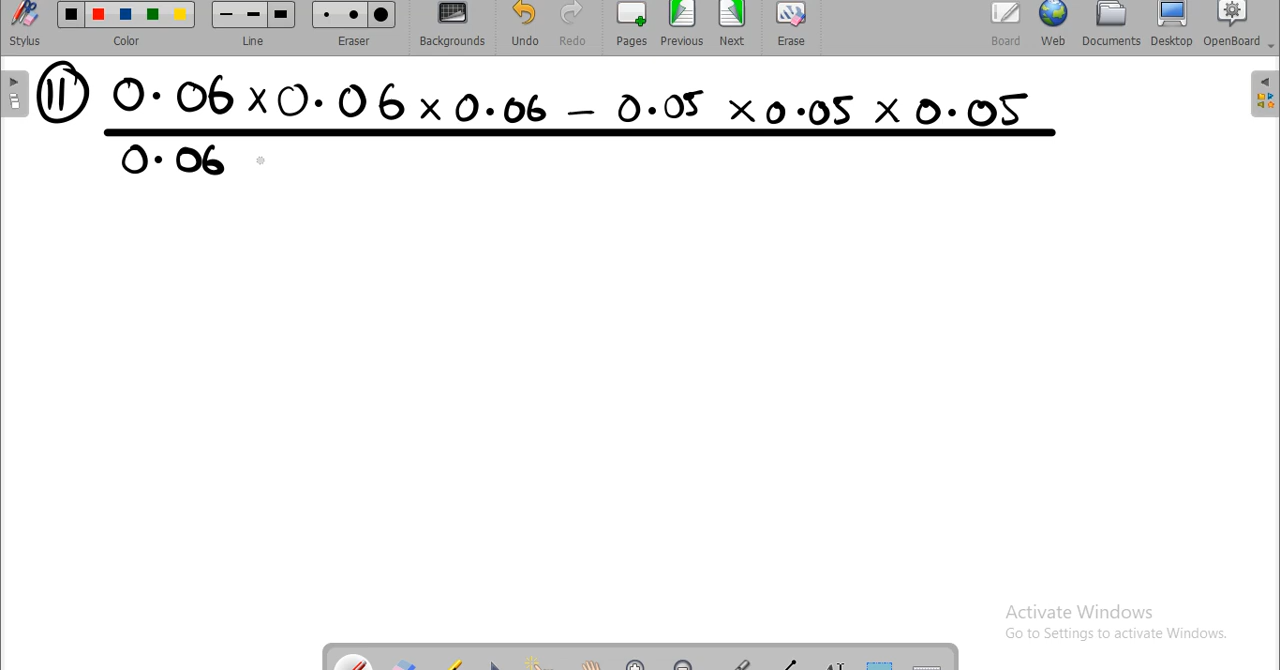 Stylus Color Line Eraser Backgrounds Undo Redo Pages Previous Next Erase Board Web Documents Desktop OpenBoard
11 0.06 × 0.06 × 0.06 − 0.05 × 0.05 × 0.05
0.06
Activate Windows
Go to Settings to activate Windows.